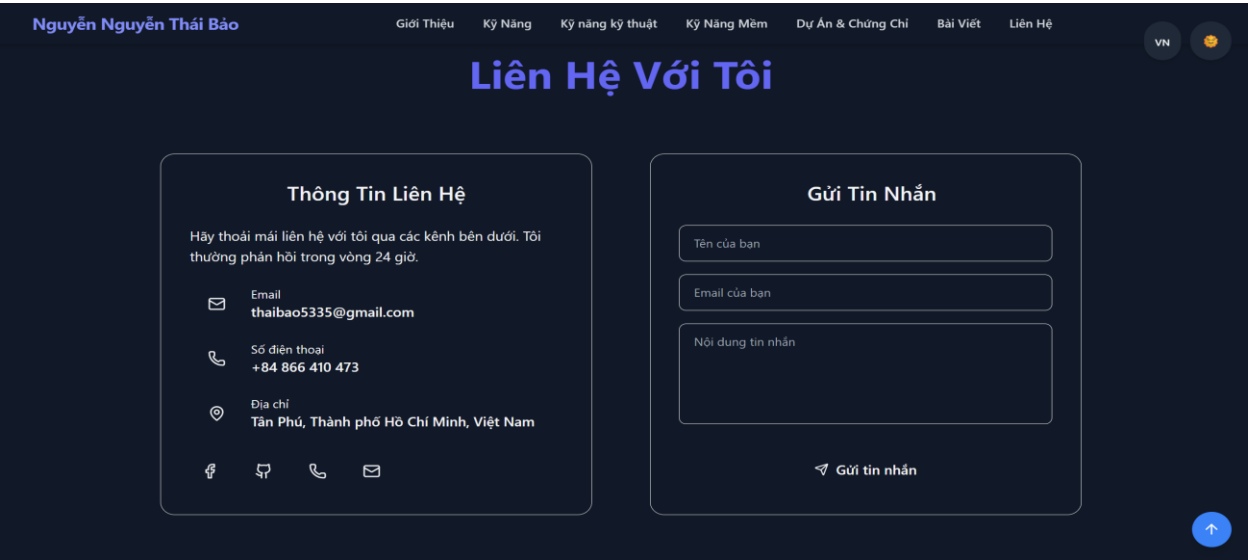 Nguyễn Nguyễn Thái Bảo
Giới Thiệu
Kỹ Năng
Kỹ năng kỹ thuật
Kỹ Năng Mềm
Dự Án & Chứng Chỉ
Bài Viết
Liên Hệ
VN
Liên Hệ Với Tôi
Thông Tin Liên Hệ
Hãy thoải mái liên hệ với tôi qua các kênh bên dưới. Tôi
thường phản hồi trong vòng 24 giờ.
Email
thaibao5335@gmail.com
Số điện thoại
+84 866 410 473
Địa chỉ
Tân Phú, Thành phố Hồ Chí Minh, Việt Nam
Gửi Tin Nhắn
Tên của bạn
Email của bạn
Nội dung tin nhắn
Gửi tin nhắn